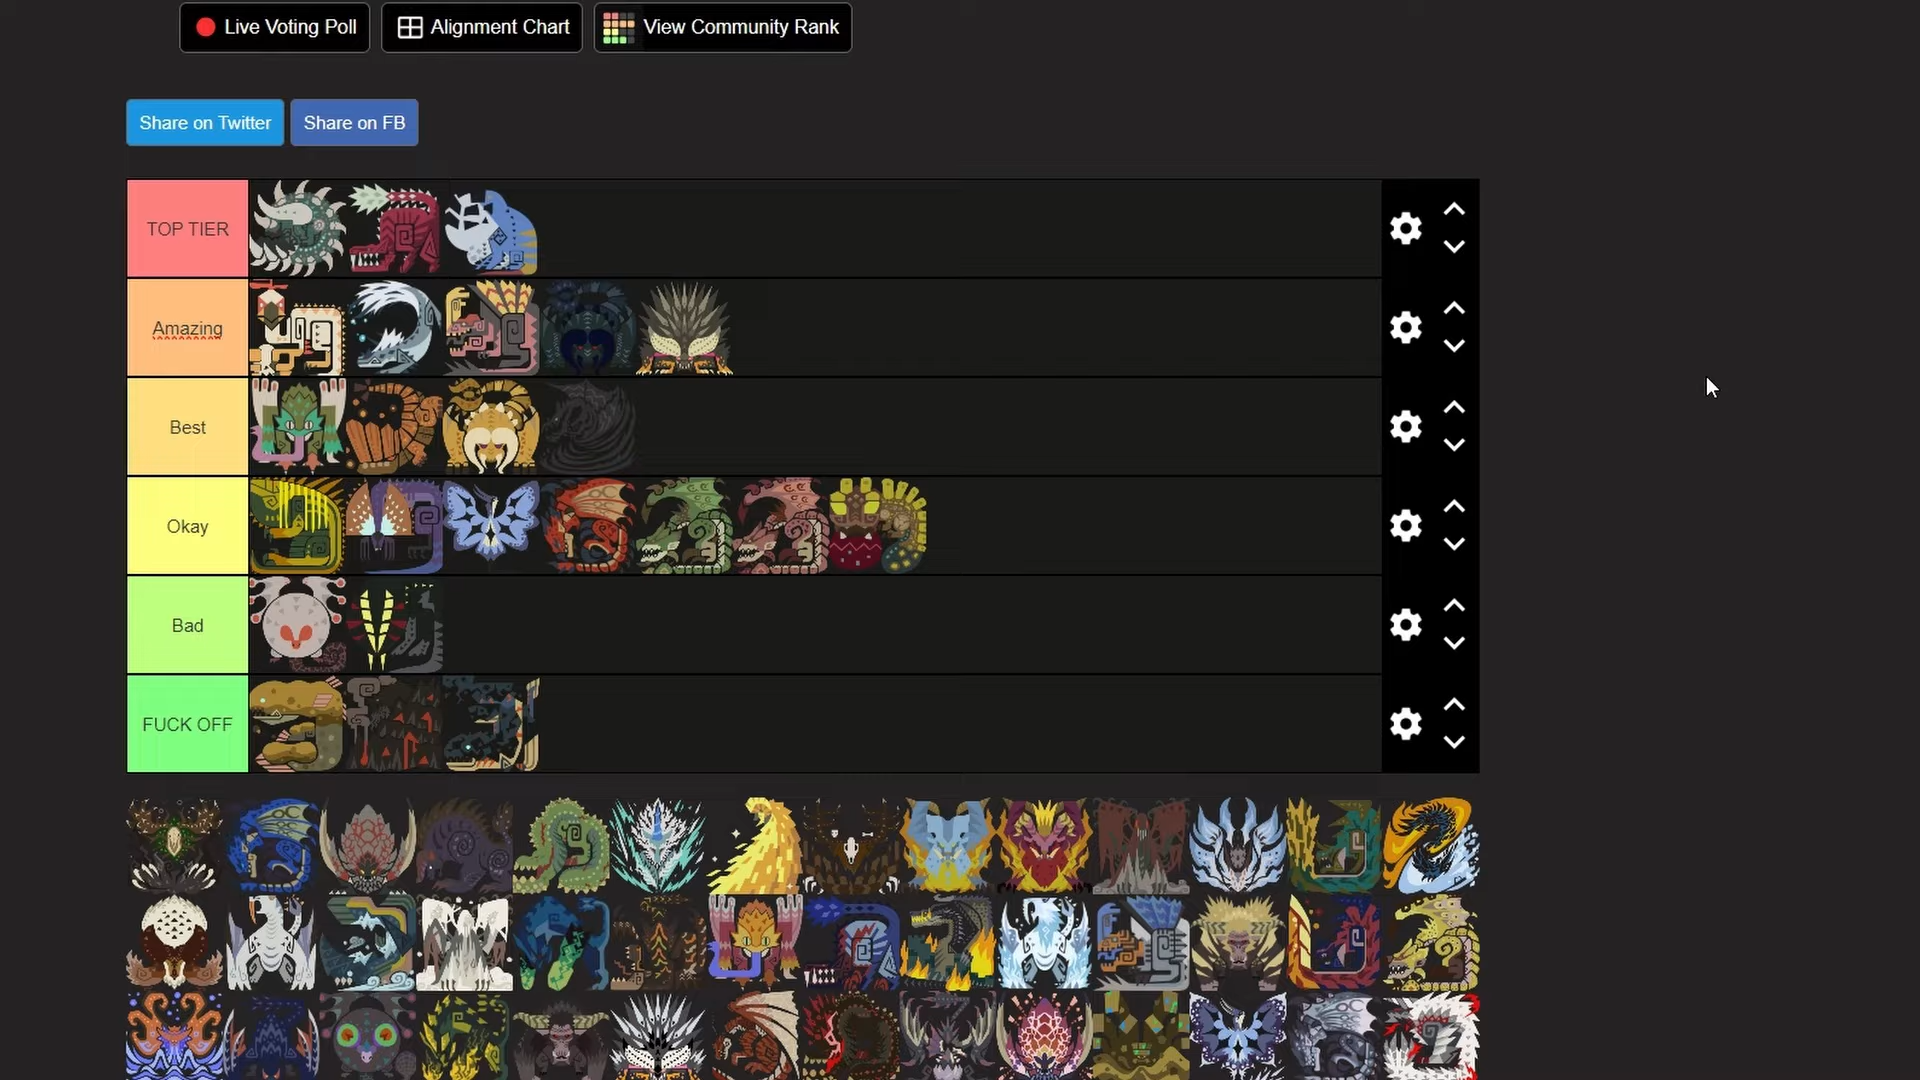 Live Voting Poll
Alignment Chart
View Community Rank
Share on Twitter
Share on FB
TOP TIER
Amazing
Best
Okay
Bad
FUCK OFF